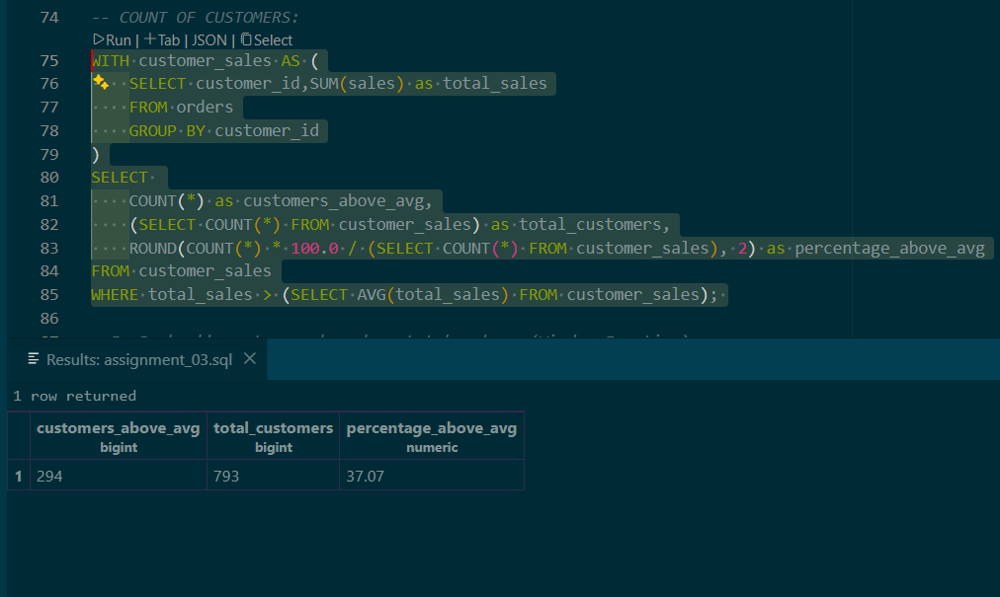 74 -- COUNT OF CUSTOMERS:
Run | Tab | JSON | Select
75 WITH customer_sales AS (
76 SELECT customer_id,SUM(sales) as total_sales
77 FROM orders
78 GROUP BY customer_id
79 )
80 SELECT
81 COUNT(*) as customers_above_avg,
82 (SELECT COUNT(*) FROM customer_sales) as total_customers,
83 ROUND(COUNT(*) * 100.0 / (SELECT COUNT(*) FROM customer_sales), 2) as percentage_above_avg
84 FROM customer_sales
85 WHERE total_sales > (SELECT AVG(total_sales) FROM customer_sales);
86
Results: assignment_03.sql
1 row returned
customers_above_avg total_customers percentage_above_avg
bigint bigint numeric
1 294 793 37.07